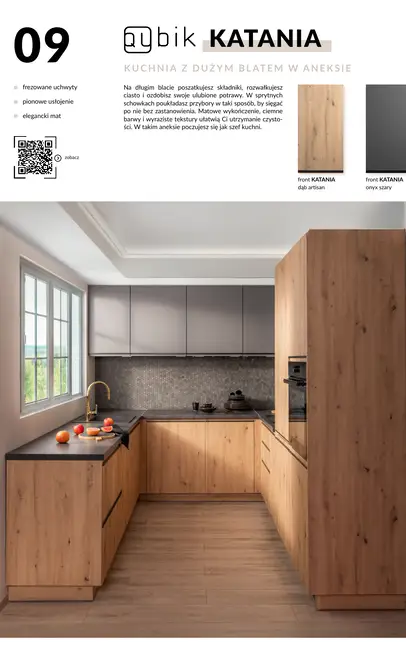 09
qubik KATANIA
KUCHNIA Z DUŻYM BLATEM W ANEKSIE
frezowane uchwyty
pionowe usłojenie
elegancki mat
zobacz
Na długim blacie poszatkujesz składniki, rozwałkujesz
ciasto i ozdobisz swoje ulubione potrawy. W sprytnych
schowkach poukładasz przybory w taki sposób, by sięgać
po nie bez zastanowienia. Matowe wykończenie, ciemne
barwy i wyraziste tekstury ułatwią Ci utrzymanie czysto-
ści. W takim aneksie poczujesz się jak szef kuchni.
front KATANIA
dąb artisan
front KATANIA
onyx szary